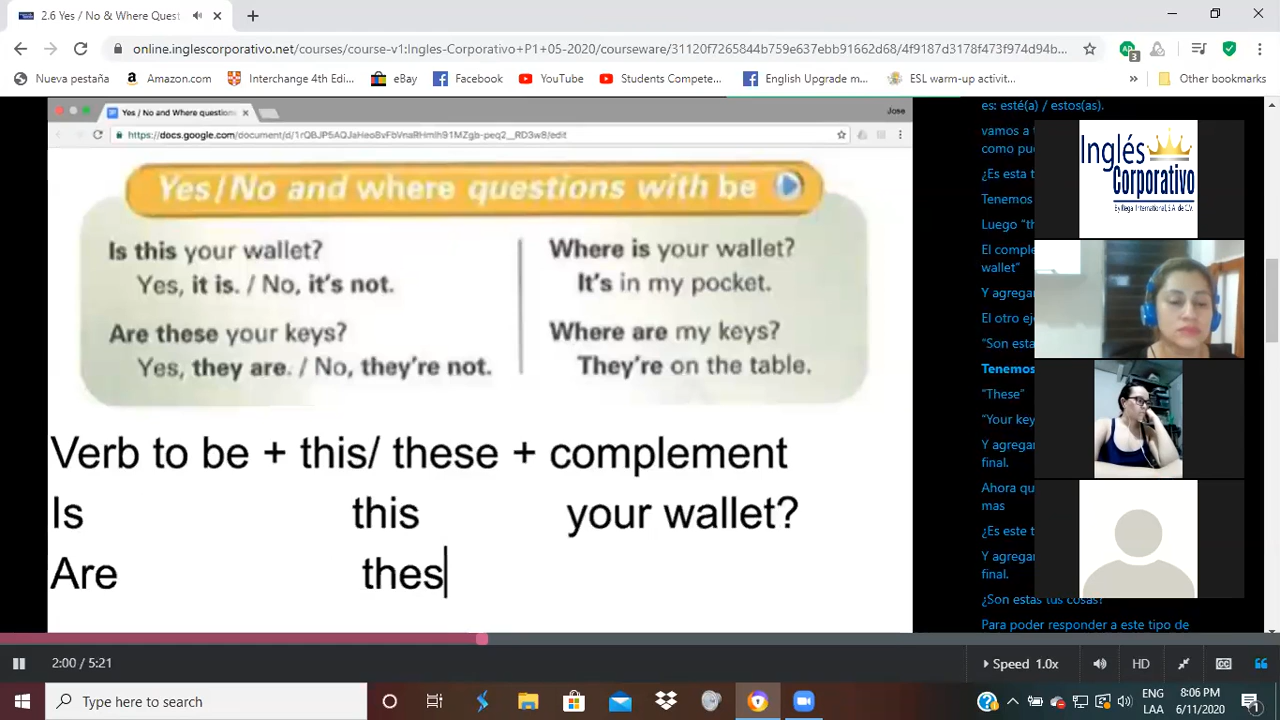 2.6 Yes / No & Where Quest
online.inglescorporativo.net/courses/course-v1:Ingles-Corporativo+P1+05-2020/courseware/31120f7265844b759e637ebb91662d68/4f9187d3178f473f974d94b...
3
Nueva pestaña
Amazon.com
Interchange 4th Edi...
eBay
Facebook
YouTube
Students Compete...
English Upgrade m...
ESL warm-up activit...
»
Other bookmarks
Yes / No and Where question
Jose
Yes/No and where questions with be
Is this your wallet?
Yes, it is. / No, it's not.
Are these your keys?
Yes, they are. / No, they're not.
Where is your wallet?
It's in my pocket.
Where are my keys?
They're on the table.
Verb to be + this/ these + complement
Is this your wallet?
Are thes
es: esté(a) / estos(as).
vamos a
como pu
¿Es esta t
Tenemos
Luego "th
El comple
wallet"
Y agregar
El otro eje
"Son esta
Tenemos
"These"
"Your key
Y agregar
final.
Ahora qu
mas
¿Es este t
Y agregar
final.
¿Son estas tus cosas?
Para poder responder a este tipo de
Inglés
Corporativo
2:00 / 5:21
Speed 1.0x
HD
Type here to search
ENG
LAA
8:06 PM
6/11/2020
1